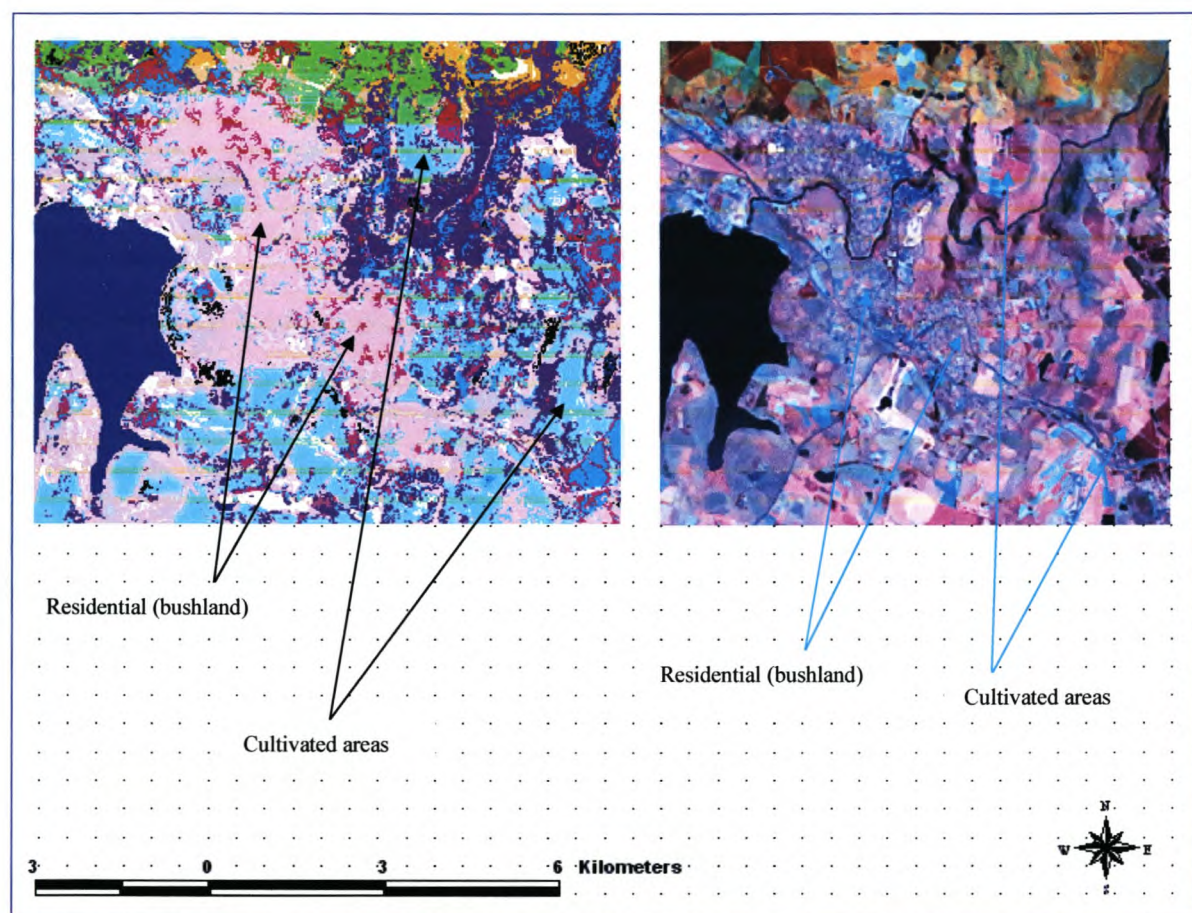 Residential (bushland)
Residential (bushland)
Cultivated areas
Cultivated areas
3 0 3 6 Kilometers
N
W E
S